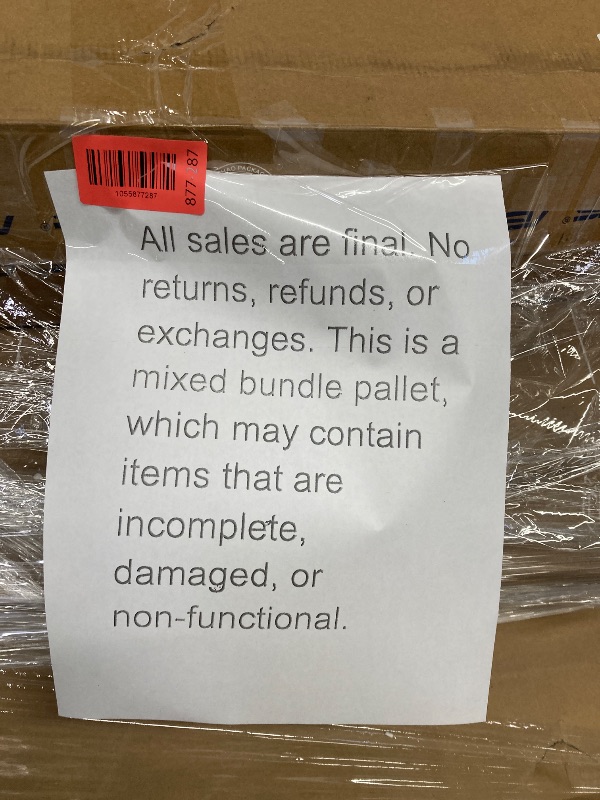 1055877287
877 87
All sales are final. No
returns, refunds, or
exchanges. This is a
mixed bundle pallet,
which may contain
items that are
incomplete,
damaged, or
non-functional.